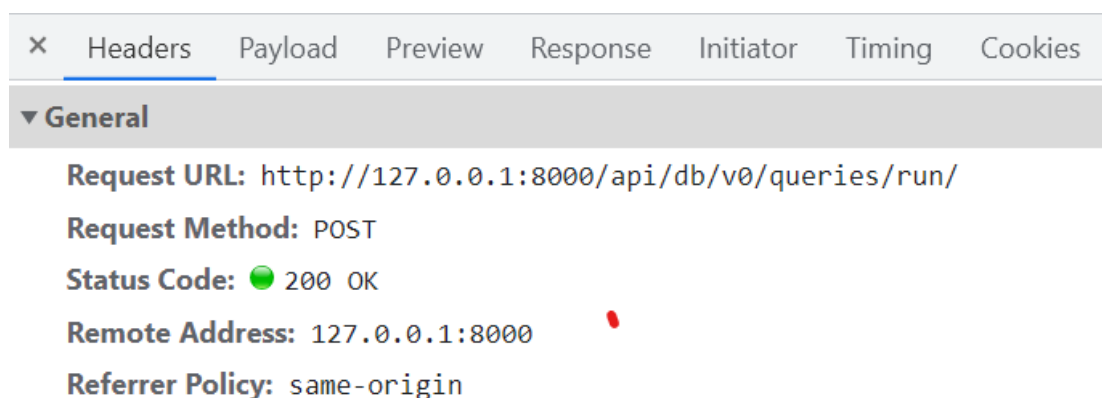 × Headers Payload Preview Response Initiator Timing Cookies
▼ General
Request URL: http://127.0.0.1:8000/api/db/v0/queries/run/
Request Method: POST
Status Code: 200 OK
Remote Address: 127.0.0.1:8000
Referrer Policy: same-origin